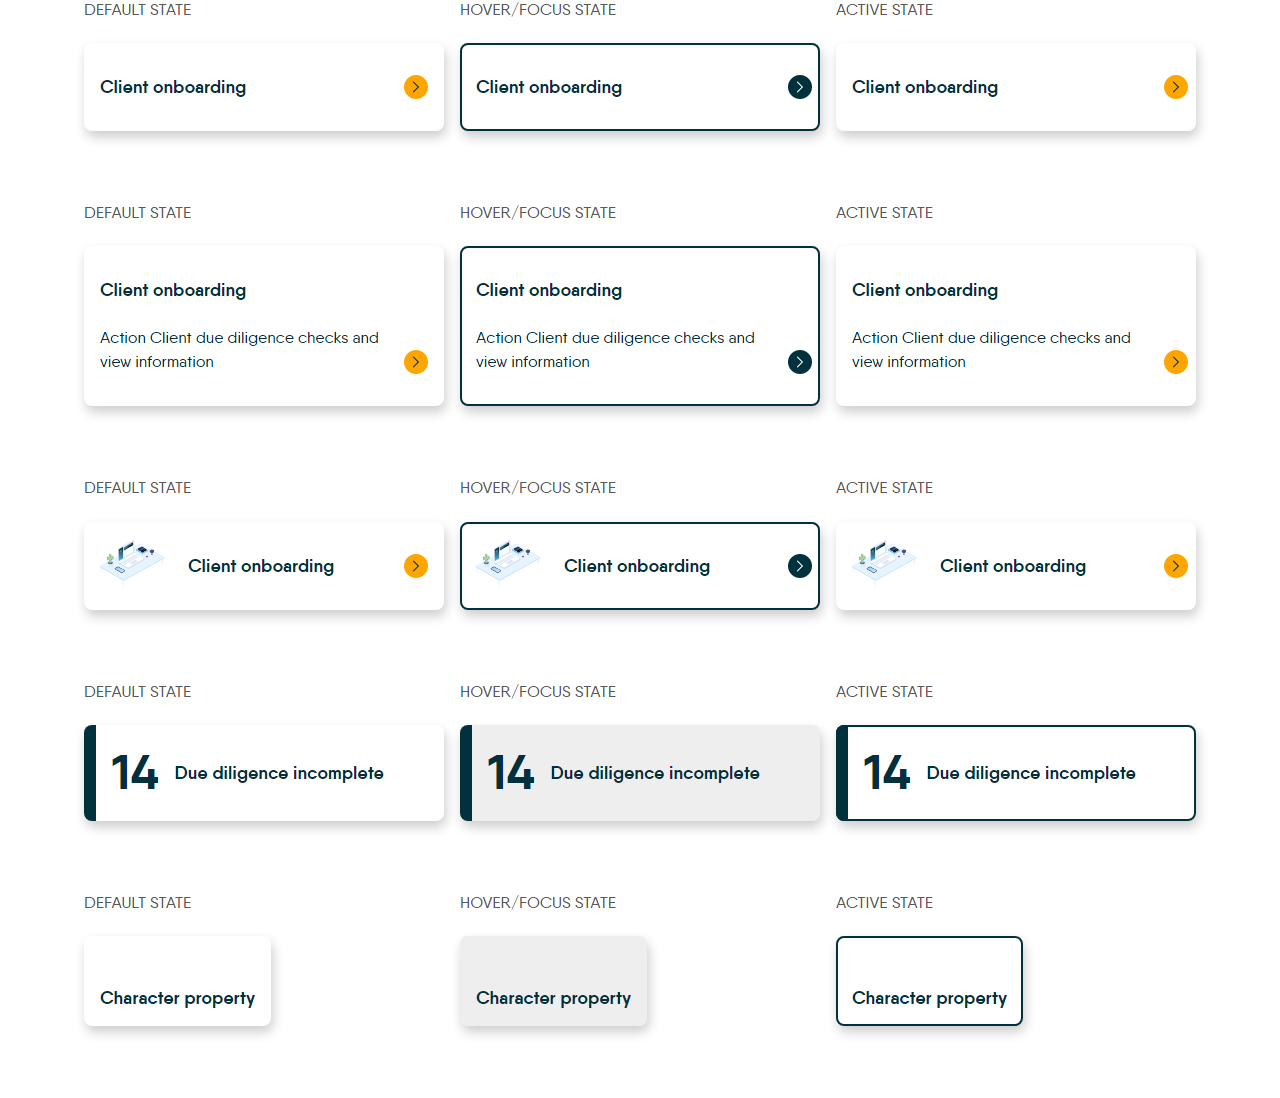 DEFAULT STATE
HOVER/FOCUS STATE
ACTIVE STATE
Client onboarding
Client onboarding
Client onboarding
DEFAULT STATE
HOVER/FOCUS STATE
ACTIVE STATE
Client onboarding
Action Client due diligence checks and
view information
Client onboarding
Action Client due diligence checks and
view information
Client onboarding
Action Client due diligence checks and
view information
DEFAULT STATE
HOVER/FOCUS STATE
ACTIVE STATE
Client onboarding
Client onboarding
Client onboarding
DEFAULT STATE
HOVER/FOCUS STATE
ACTIVE STATE
14 Due diligence incomplete
14 Due diligence incomplete
14 Due diligence incomplete
DEFAULT STATE
HOVER/FOCUS STATE
ACTIVE STATE
Character property
Character property
Character property